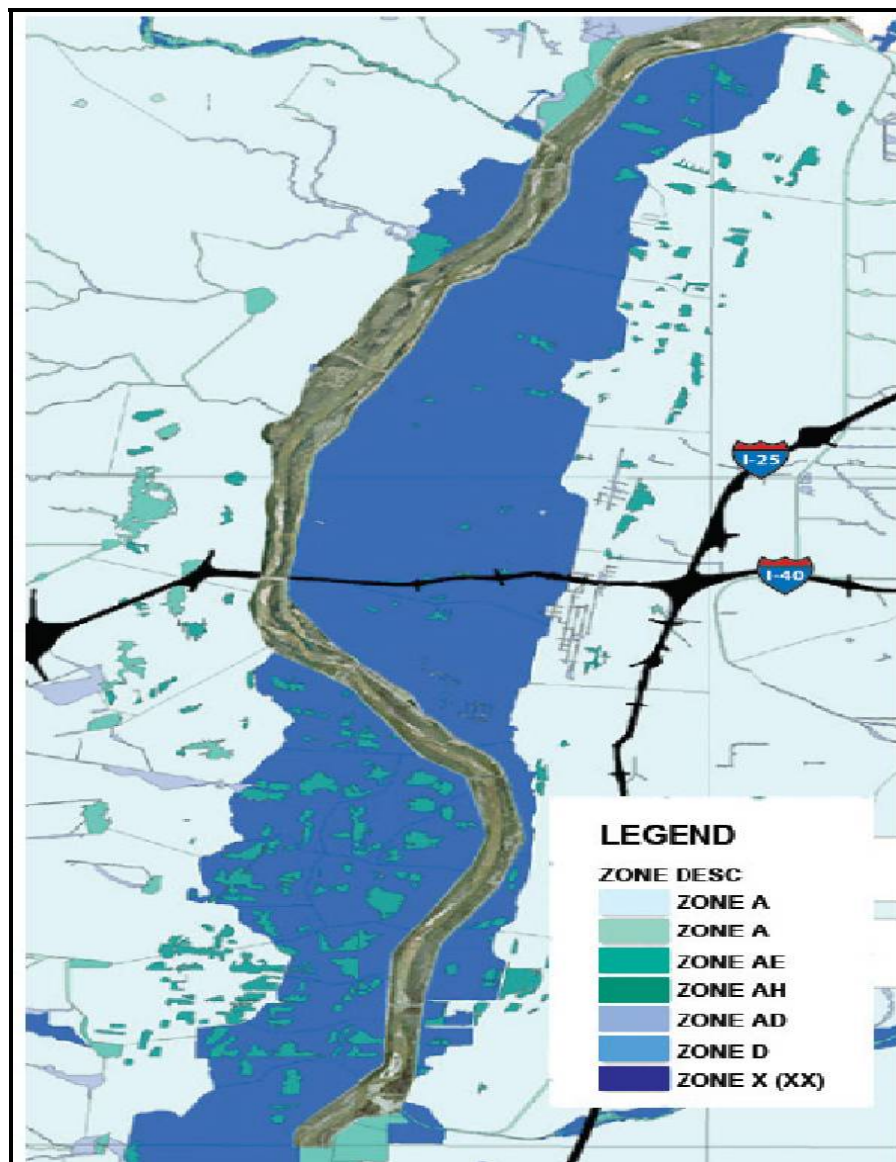 I-25
I-40
LEGEND
ZONE DESC
ZONE A
ZONE A
ZONE AE
ZONE AH
ZONE AD
ZONE D
ZONE X (XX)